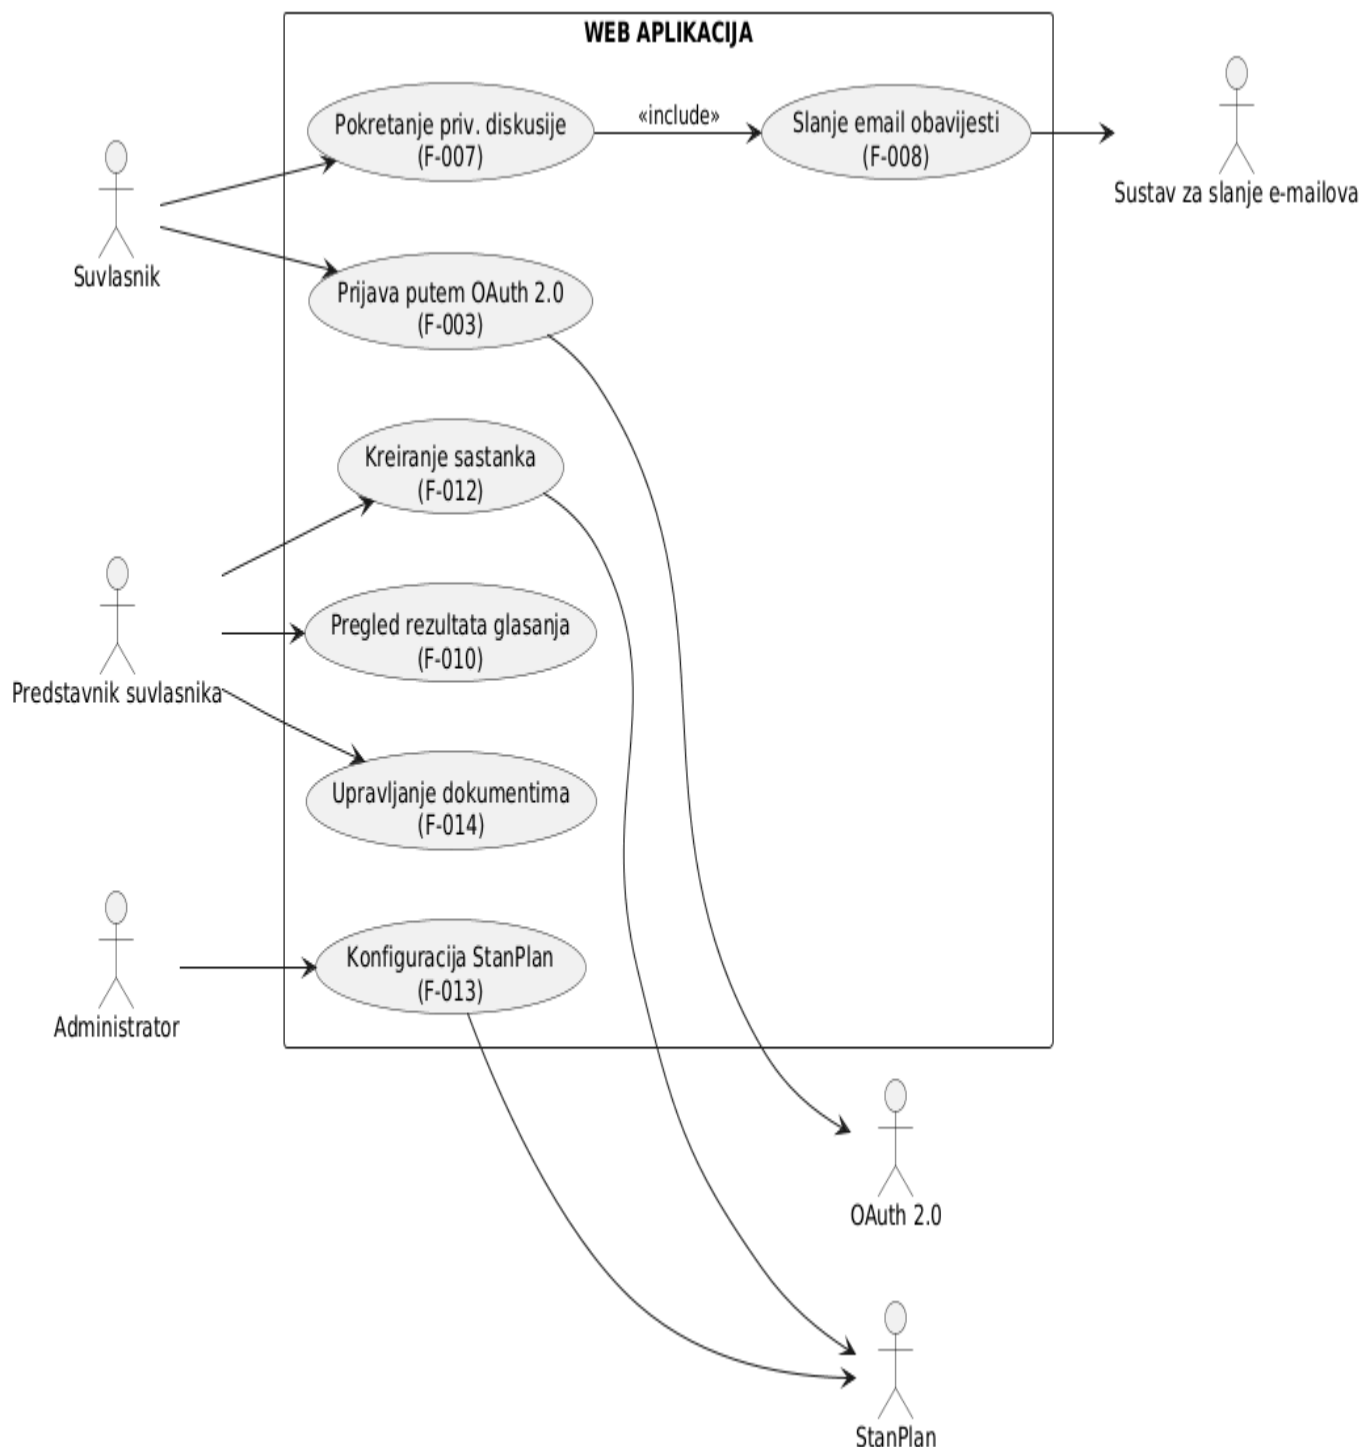 WEB APLIKACIJA
Pokretanje priv. diskusije
(F-007)
«include»
Slanje email obavijesti
(F-008)
Sustav za slanje e-mailova
Suvlasnik
Prijava putem OAuth 2.0
(F-003)
Kreiranje sastanka
(F-012)
Pregled rezultata glasanja
(F-010)
Predstavnik suvlasnika
Upravljanje dokumentima
(F-014)
Konfiguracija StanPlan
(F-013)
Administrator
OAuth 2.0
StanPlan